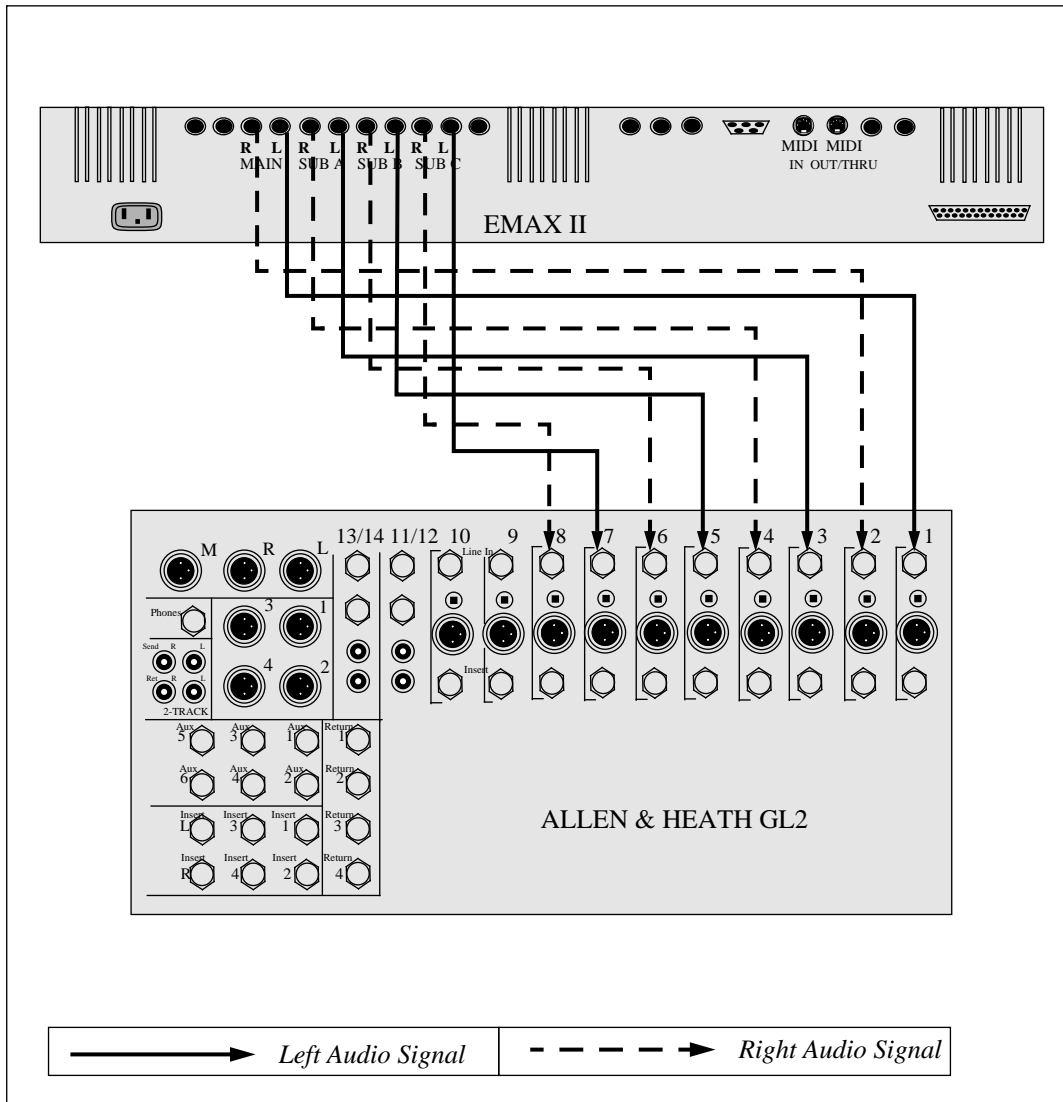 R L R L R L R L
MAIN SUB A SUB B SUB C
MIDI MIDI
IN OUT/THRU
EMAX II
13/14 11/12 10 9 8 7 6 5 4 3 2 1
M R L
Line In
Phones
3 1
Send R L
Ret R L
4 2
2-TRACK
Insert
Aux 5 Aux 3 Aux 1 Return 1
Aux 6 Aux 4 Aux 2 Return 2
Insert L Insert 3 Insert 1 Return 3
Insert R Insert 4 Insert 2 Return 4
ALLEN & HEATH GL2
Left Audio Signal
Right Audio Signal